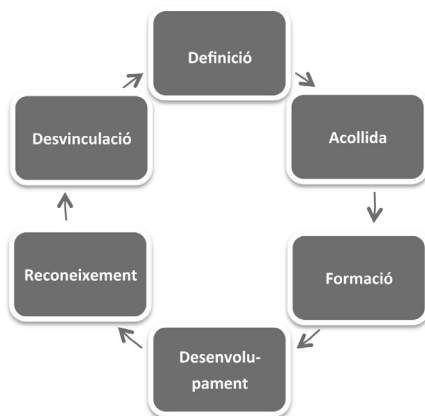 Definició
Acollida
Formació
Desenvolu-
pament
Reconeixement
Desvinculació